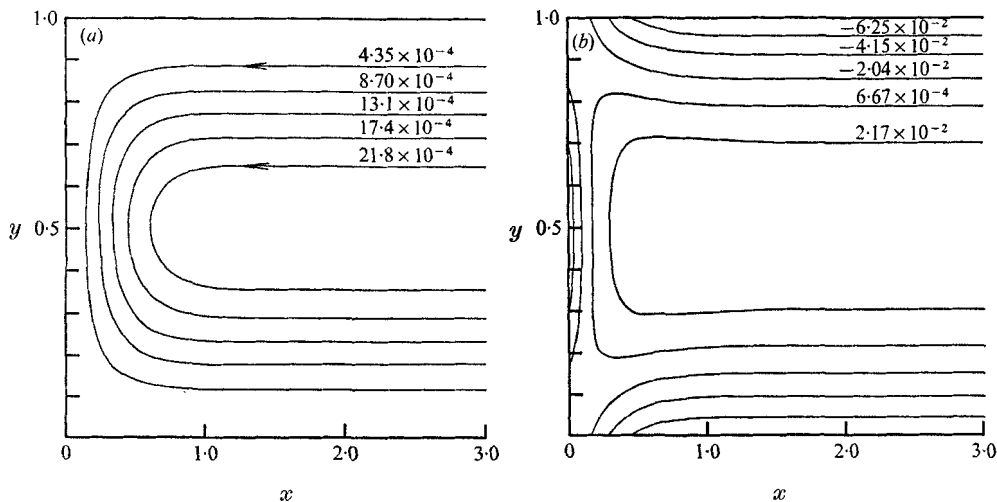 (a)
1·0
4·35 × 10⁻⁴
8·70 × 10⁻⁴
13·1 × 10⁻⁴
17·4 × 10⁻⁴
21·8 × 10⁻⁴
y 0·5
0 1·0 2·0 3·0
x
(b)
1·0
−6·25 × 10⁻²
−4·15 × 10⁻²
−2·04 × 10⁻²
6·67 × 10⁻⁴
2·17 × 10⁻²
y 0·5
0 1·0 2·0 3·0
x